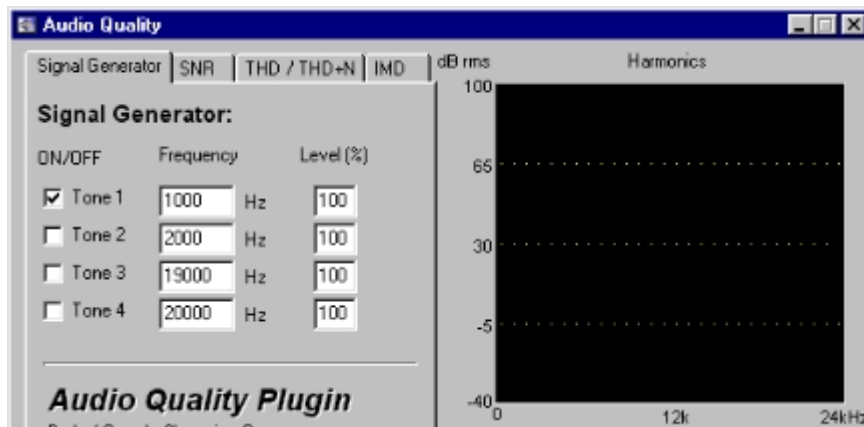 Audio Quality
Signal Generator SNR THD / THD+N IMD
Signal Generator:
ON/OFF Frequency Level (%)
Tone 1 1000 Hz 100
Tone 2 2000 Hz 100
Tone 3 19000 Hz 100
Tone 4 20000 Hz 100
Audio Quality Plugin
dB rms Harmonics
100
65
30
-5
-40
0 12k 24kHz